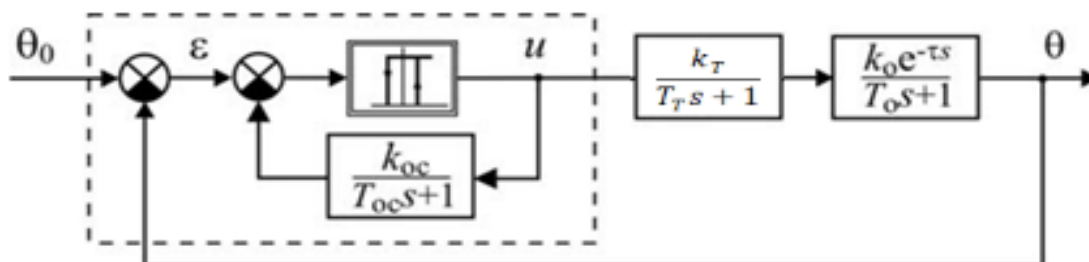 θ₀
ε
u
θ
k_T
T_T s + 1
k_o e^{-τs}
T_o s+1
k_oc
T_oc s+1